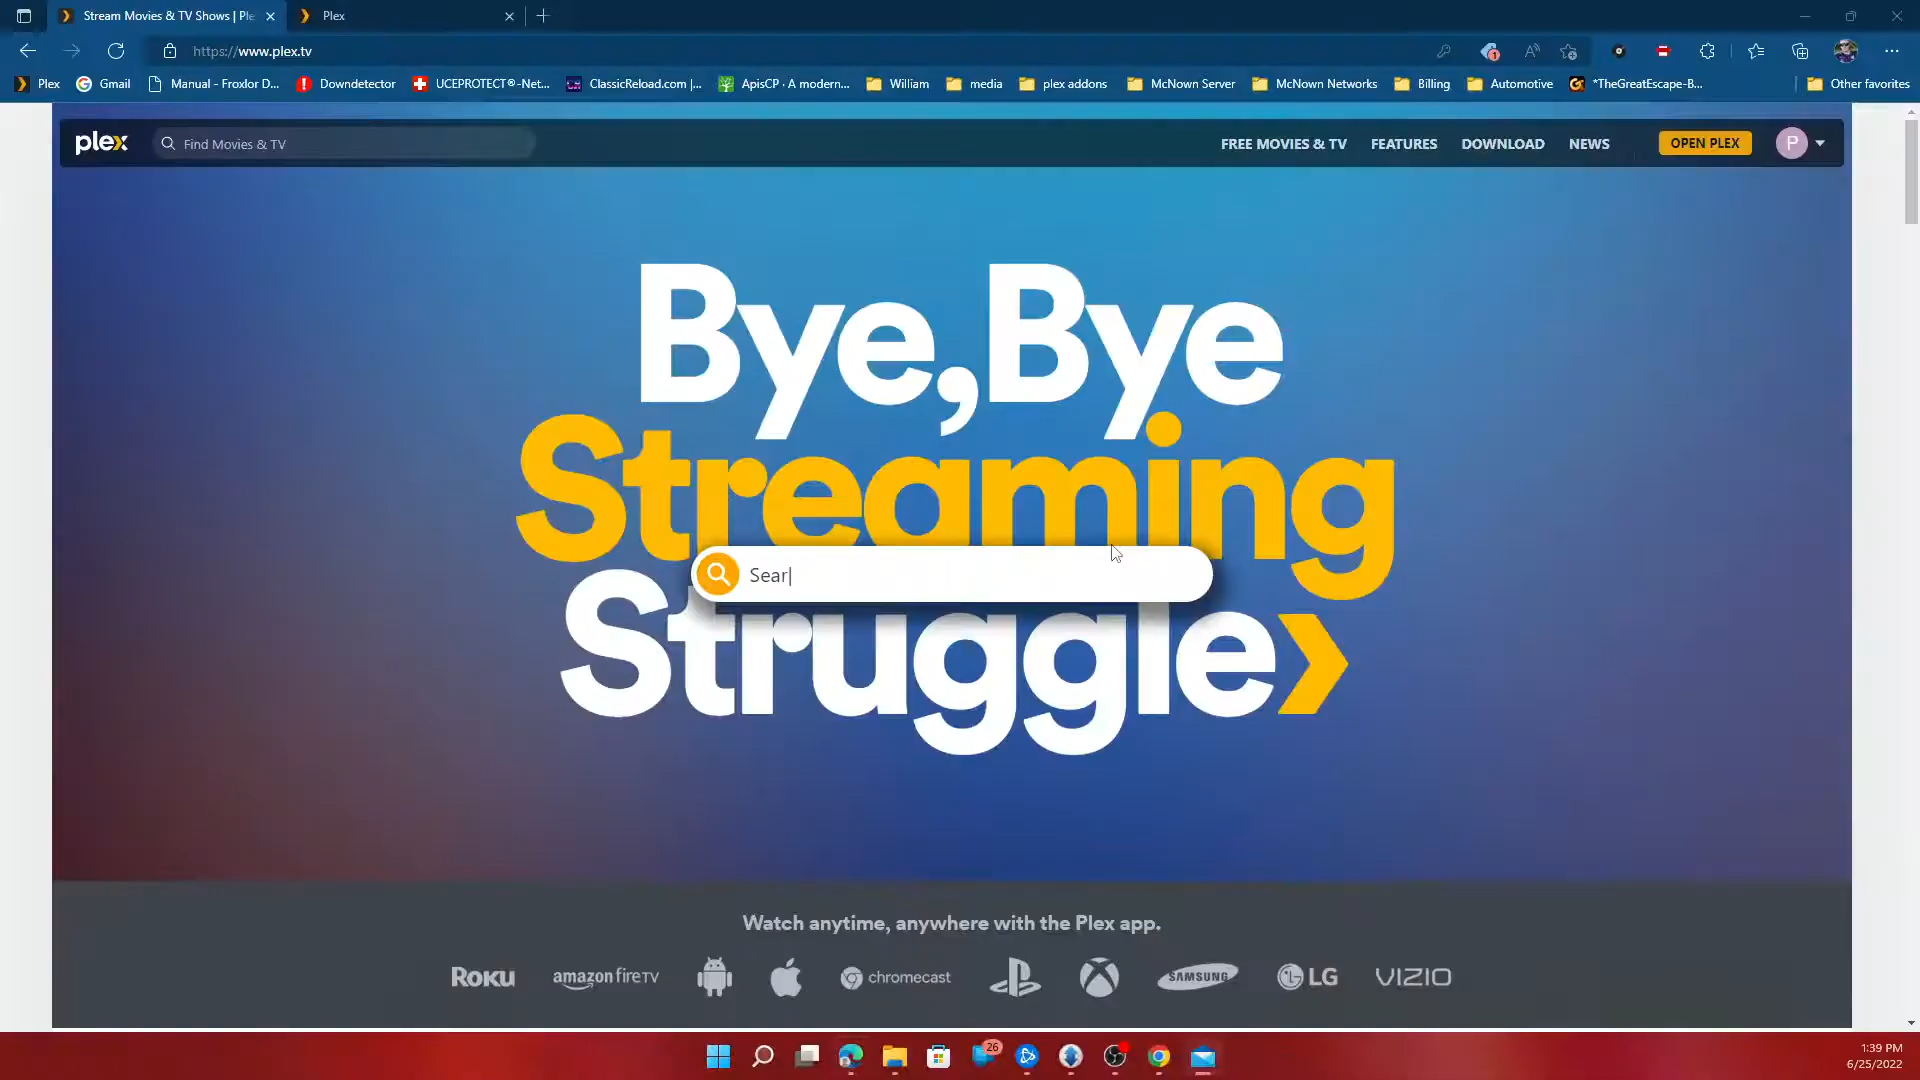 Stream Movies & TV Shows | Ple
Plex
https://www.plex.tv
Plex
Gmail
Manual - Froxlor D...
Downdetector
UCEPROTECT®-Net...
ClassicReload.com |...
ApisCP · A modern...
William
media
plex addons
McNown Server
McNown Networks
Billing
Automotive
*TheGreatEscape-B...
Other favorites
plex
Find Movies & TV
FREE MOVIES & TV
FEATURES
DOWNLOAD
NEWS
OPEN PLEX
P
Bye,Bye
Streaming
Sear
Struggle
Watch anytime, anywhere with the Plex app.
ROKU
amazon fireTV
chromecast
SAMSUNG
LG
VIZIO
26
1:39 PM
6/25/2022